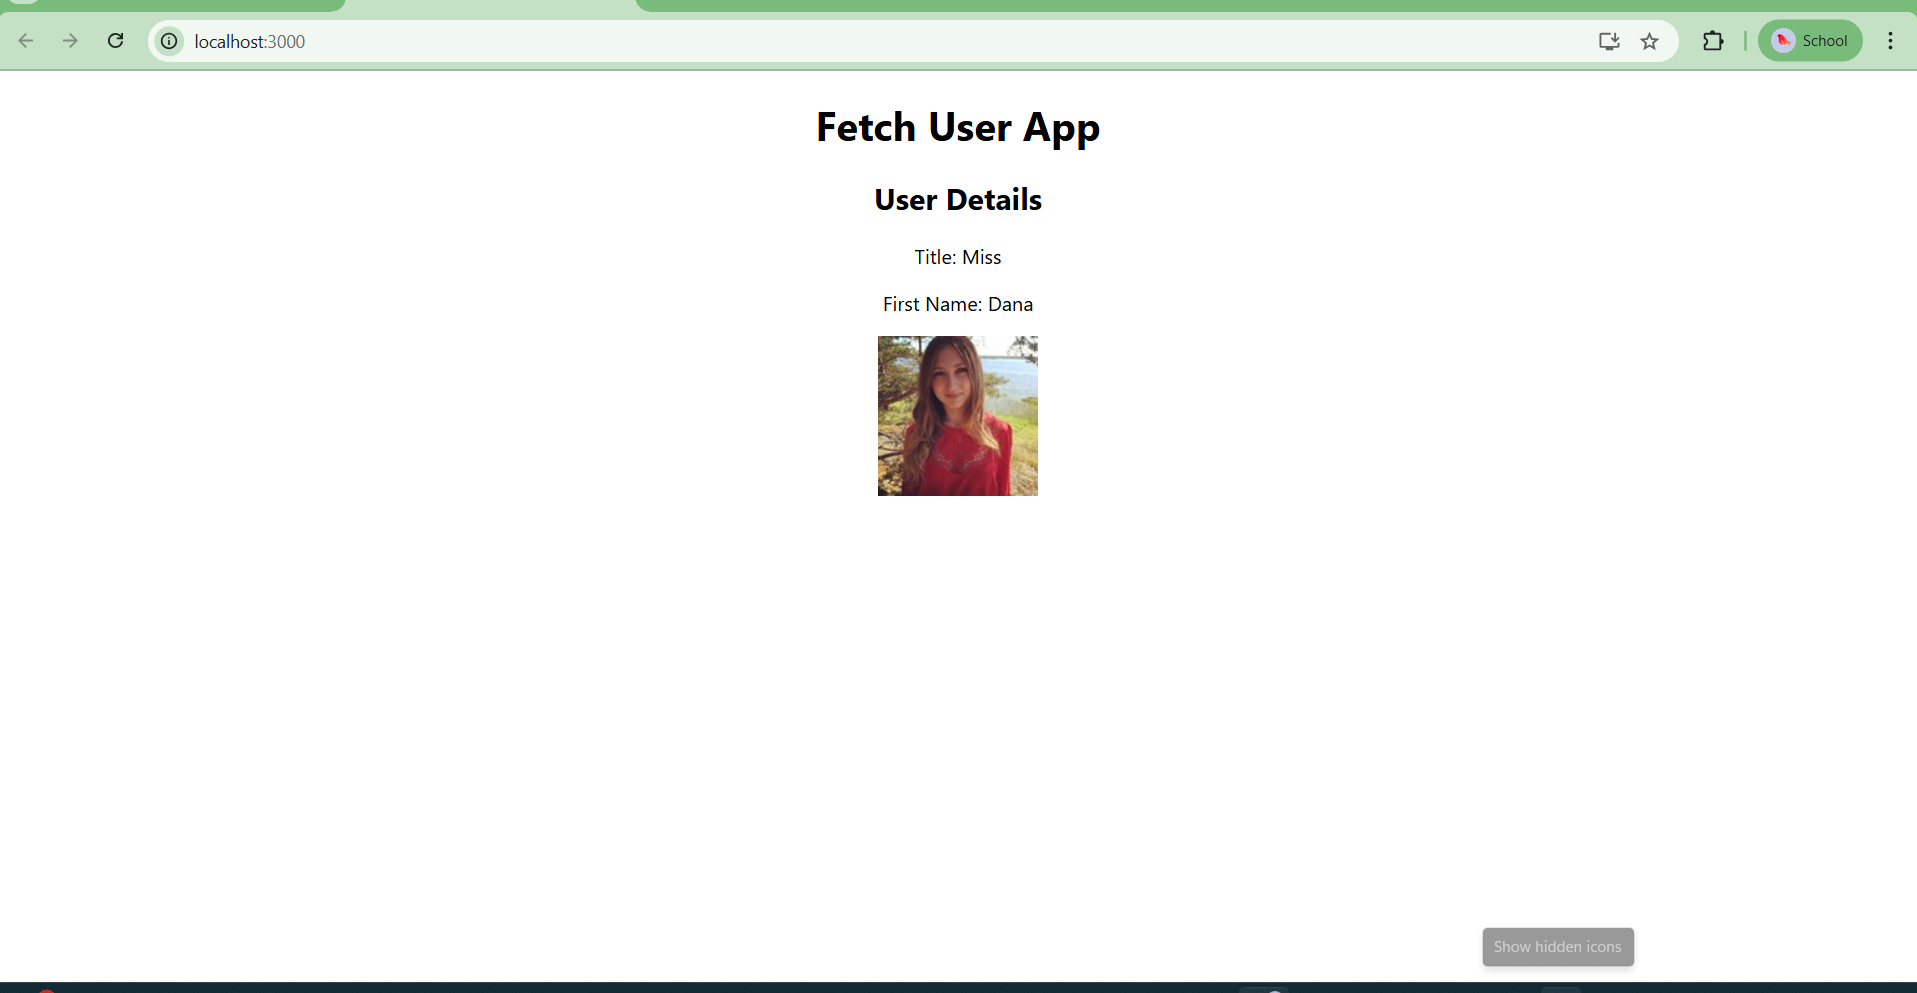 localhost:3000
School
Fetch User App
User Details
Title: Miss
First Name: Dana
Show hidden icons